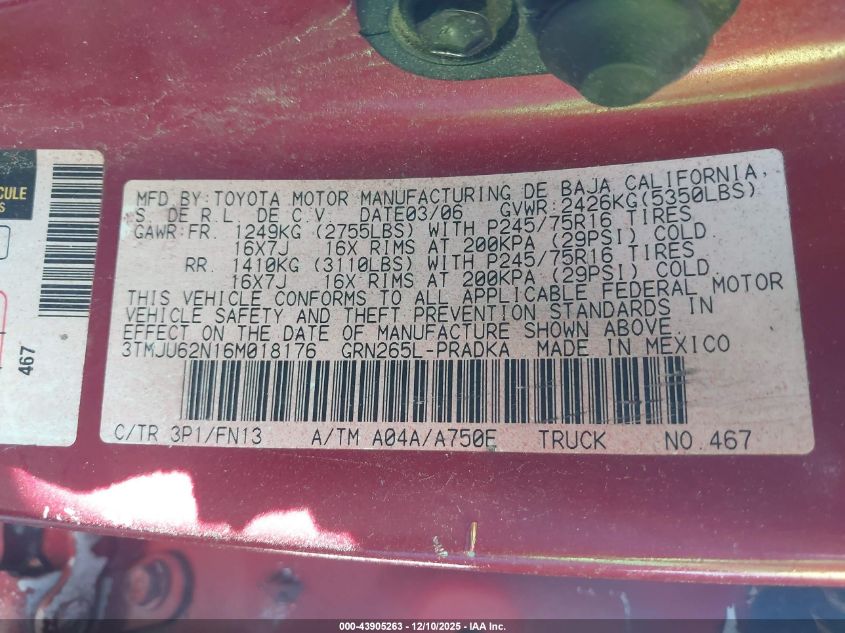 CULE
S
467
MFD.BY:TOYOTA MOTOR MANUFACTURING DE BAJA CALIFORNIA,
S. DE R.L. DE C.V. DATE03/06 GVWR:2426KG(5350LBS)
GAWR:FR. 1249KG (2755LBS) WITH P245/75R16 TIRES
16X7J 16X RIMS AT 200KPA (29PSI) COLD.
RR. 1410KG (3110LBS) WITH P245/75R16 TIRES
16X7J 16X RIMS AT 200KPA (29PSI) COLD.
THIS VEHICLE CONFORMS TO ALL APPLICABLE FEDERAL MOTOR
VEHICLE SAFETY AND THEFT PREVENTION STANDARDS IN
EFFECT ON THE DATE OF MANUFACTURE SHOWN ABOVE.
3TMJU62N16M018176 GRN265L-PRADKA MADE IN MEXICO
C/TR 3P1/FN13 A/TM A04A/A750E TRUCK NO.467
000-43905263 - 12/10/2025 - IAA Inc.